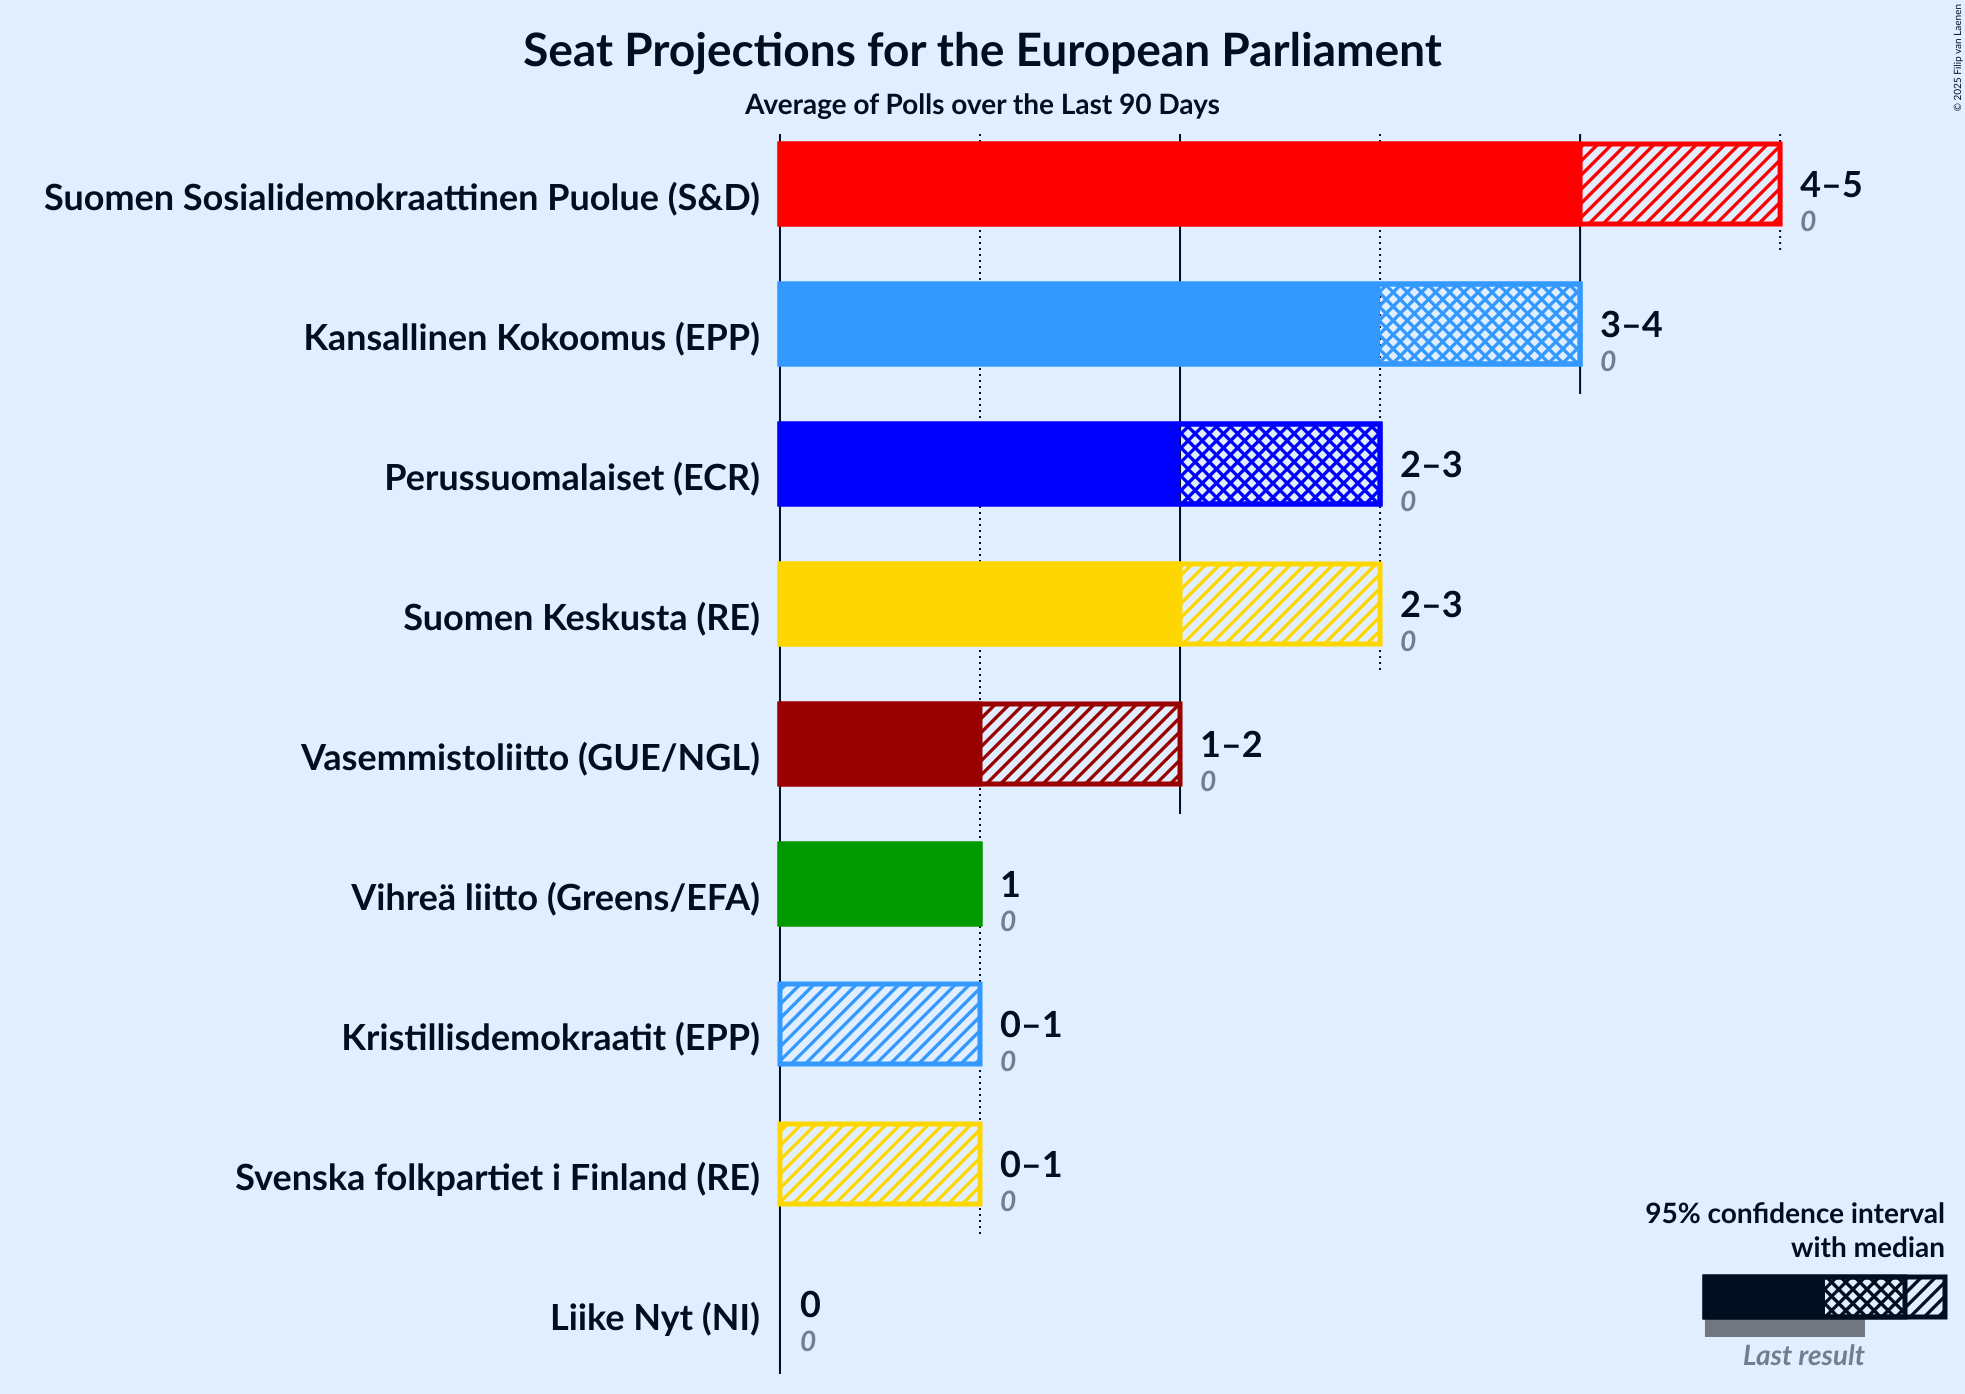 Seat Projections for the European Parliament
Average of Polls over the Last 90 Days
© 2025 Filip van Laenen
Suomen Sosialidemokraattinen Puolue (S&D)
4–5
0
Kansallinen Kokoomus (EPP)
3–4
0
Perussuomalaiset (ECR)
2–3
0
Suomen Keskusta (RE)
2–3
0
Vasemmistoliitto (GUE/NGL)
1–2
0
Vihreä liitto (Greens/EFA)
1
0
Kristillisdemokraatit (EPP)
0–1
0
Svenska folkpartiet i Finland (RE)
0–1
0
Liike Nyt (NI)
0
0
95% confidence interval
with median
Last result